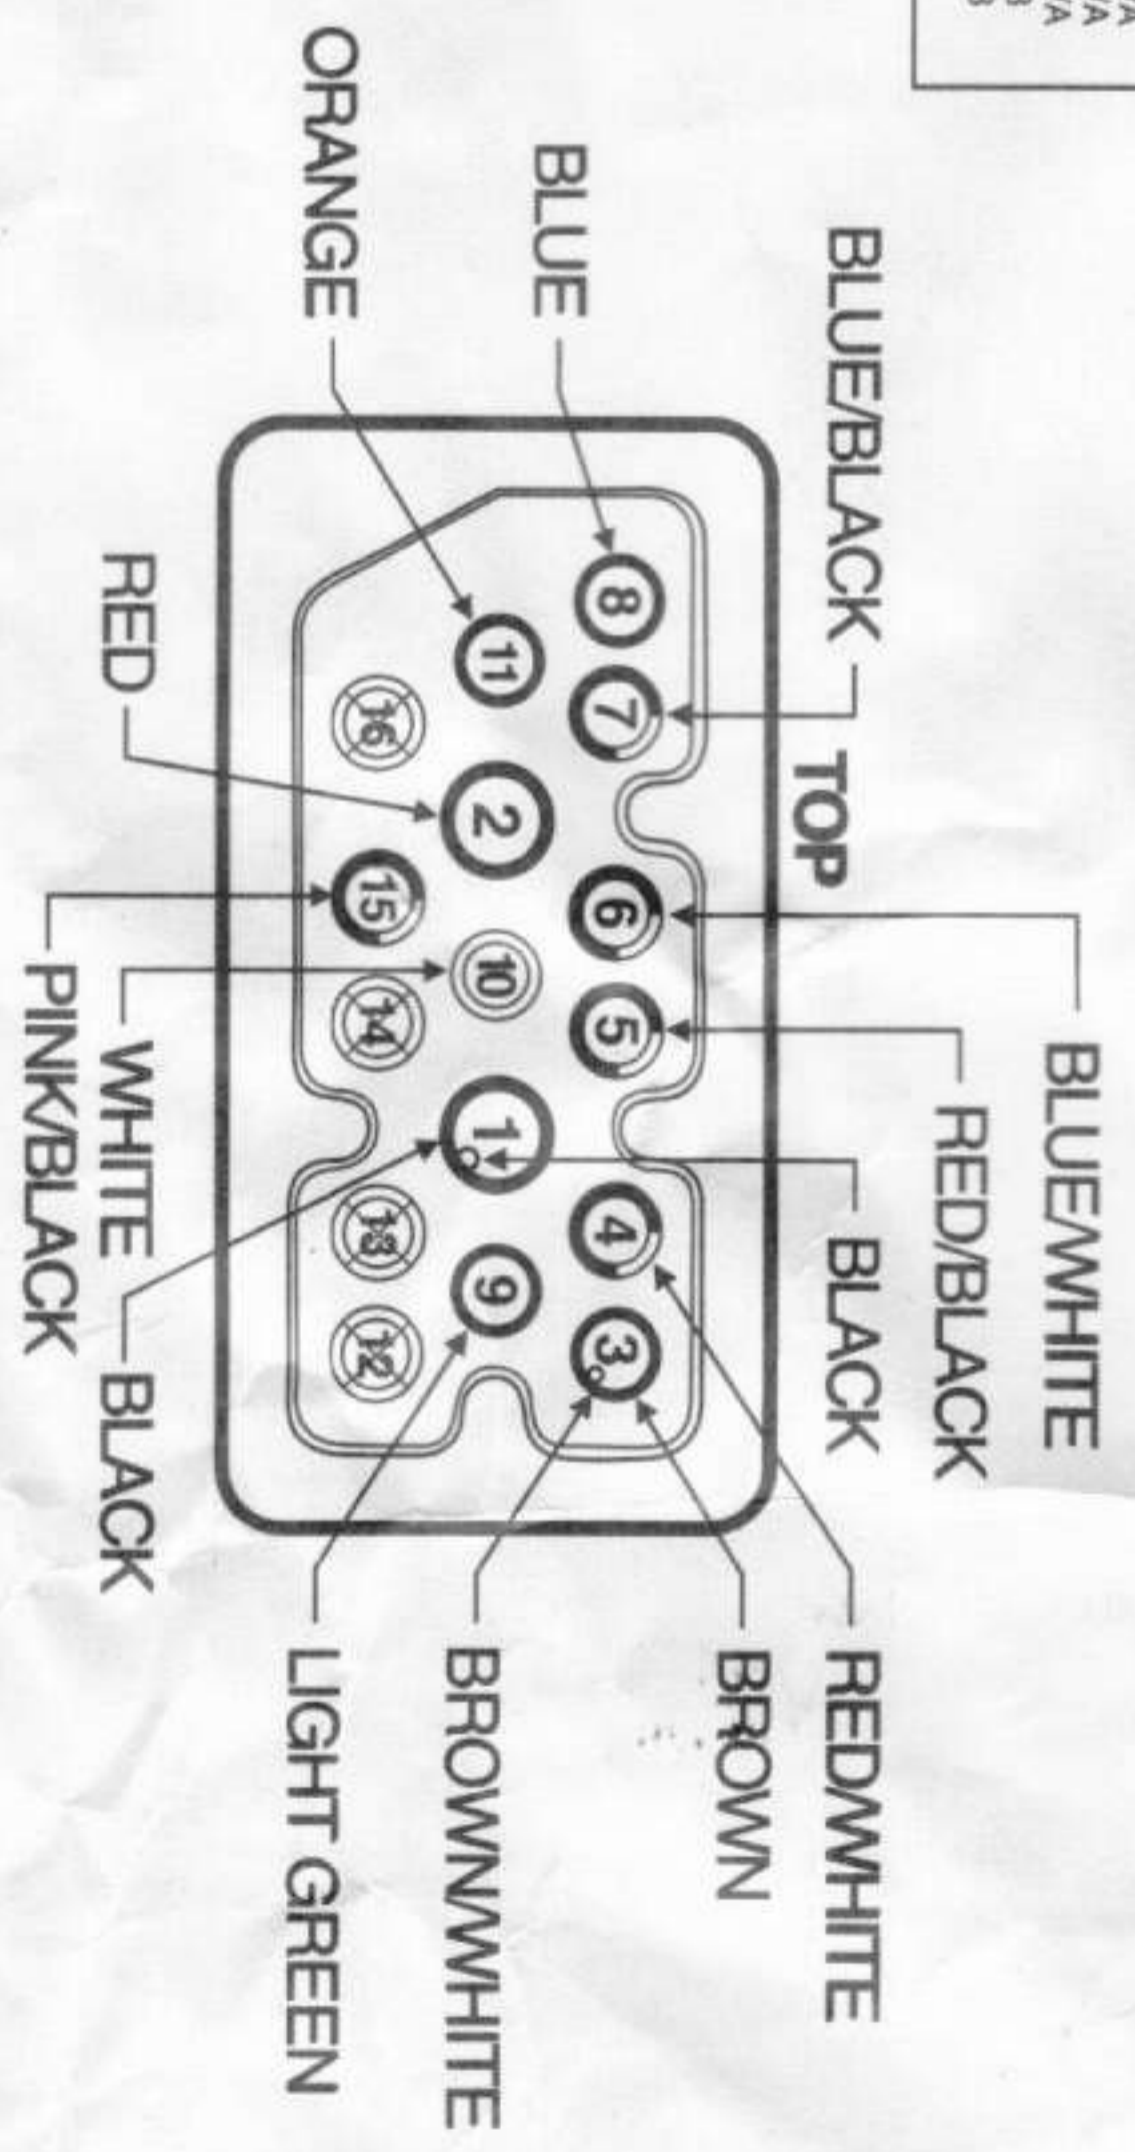 BLUE/WHITE
RED/BLACK
BLUE/BLACK
BLACK
RED/WHITE
TOP
BROWN
BLUE
8
7
6
5
4
3
BROWN/WHITE
ORANGE
11
2
10
1
9
LIGHT GREEN
16
15
14
13
12
RED
WHITE
BLACK
PINK/BLACK